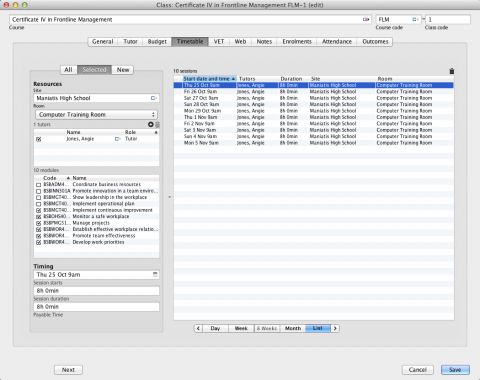 Class: Certificate IV in Frontline Management FLM-1 (edit)
Certificate IV in Frontline Management FLM - 1
Course Course code Class code
General Tutor Budget Timetable VET Web Notes Enrolments Attendance Outcomes
All Selected New
Resources
Site
Maniatis High School
Room
Computer Training Room
1 tutors
Name Role
Jones, Angie Tutor
10 modules
Code Name
BSBADM4... Coordinate business resources
BSBINN301A Promote innovation in a team enviro...
BSBMGT40... Show leadership in the workplace
BSBMGT40... Implement operational plan
BSBMGT40... Implement continuous improvement
BSBOHS40... Monitor a safe workplace
BSBPMG51... Manage projects
BSBWOR4... Establish effective workplace relatio...
BSBWOR4... Promote team effectiveness
BSBWOR4... Develop work priorities
Timing
Thu 25 Oct 9am
Session starts
8h 0min
Session duration
8h 0min
Payable Time
10 sessions
Start date and time Tutors Duration Site Room
Thu 25 Oct 9am Jones, Angie 8h 0min Maniatis High School Computer Training Room
Fri 26 Oct 9am Jones, Angie 8h 0min Maniatis High School Computer Training Room
Sat 27 Oct 9am Jones, Angie 8h 0min Maniatis High School Computer Training Room
Sun 28 Oct 9am Jones, Angie 8h 0min Maniatis High School Computer Training Room
Mon 29 Oct 9am Jones, Angie 8h 0min Maniatis High School Computer Training Room
Thu 1 Nov 9am Jones, Angie 8h 0min Maniatis High School Computer Training Room
Fri 2 Nov 9am Jones, Angie 8h 0min Maniatis High School Computer Training Room
Sat 3 Nov 9am Jones, Angie 8h 0min Maniatis High School Computer Training Room
Sun 4 Nov 9am Jones, Angie 8h 0min Maniatis High School Computer Training Room
Mon 5 Nov 9am Jones, Angie 8h 0min Maniatis High School Computer Training Room
< Day Week 6 Weeks Month List >
Next Cancel Save